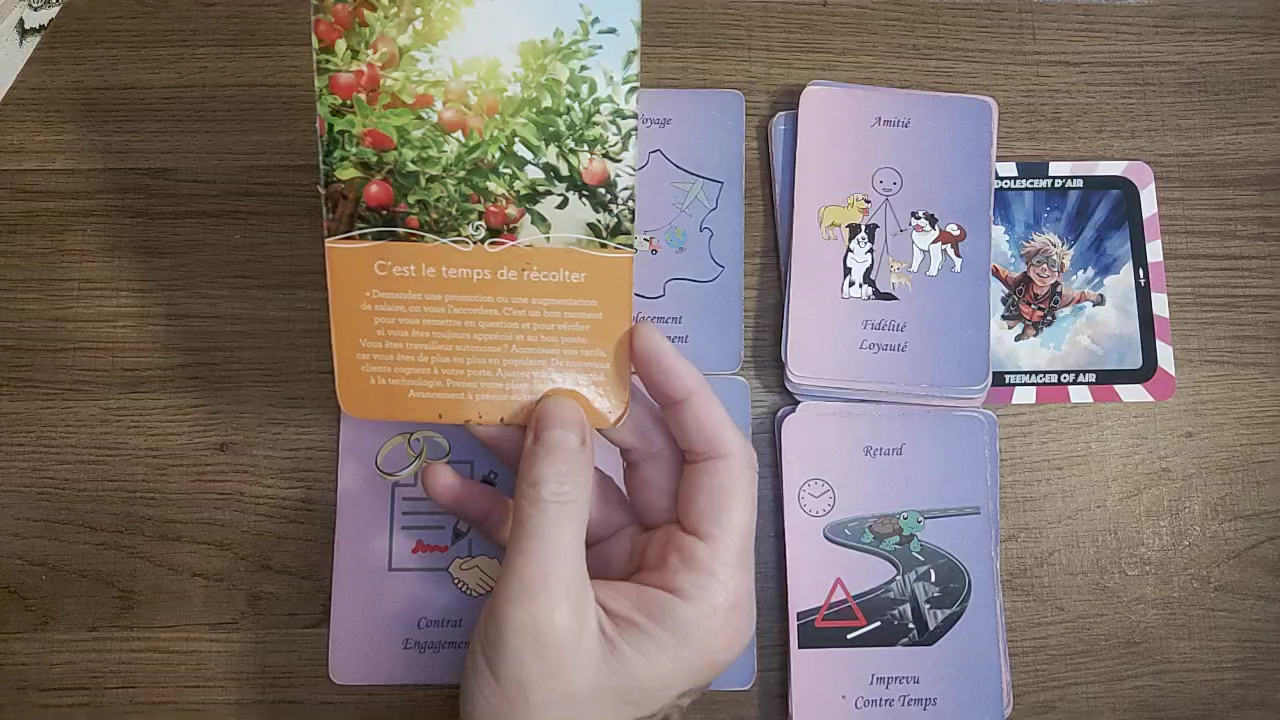 C'est le temps de récolter
• Demandez une promotion ou une augmentation
de salaire, on vous l'accordera. C'est un bon moment
pour vous remettre en question et pour vérifier
si vous êtes toujours apprécié et au bon poste.
Vous êtes travailleur autonome? Accroissez vos tarifs,
car vous êtes de plus en plus en populaire. De nouveaux
clients cognent à votre porte. Ajustez
à la technologie. Prenez votre
Avancement à prévoir
Voyage
Amitié
Fidélité
Loyauté
DOLESCENT D'AIR
TEENAGER OF AIR
Contrat
Engagemen
Retard
Imprevu
Contre Temps